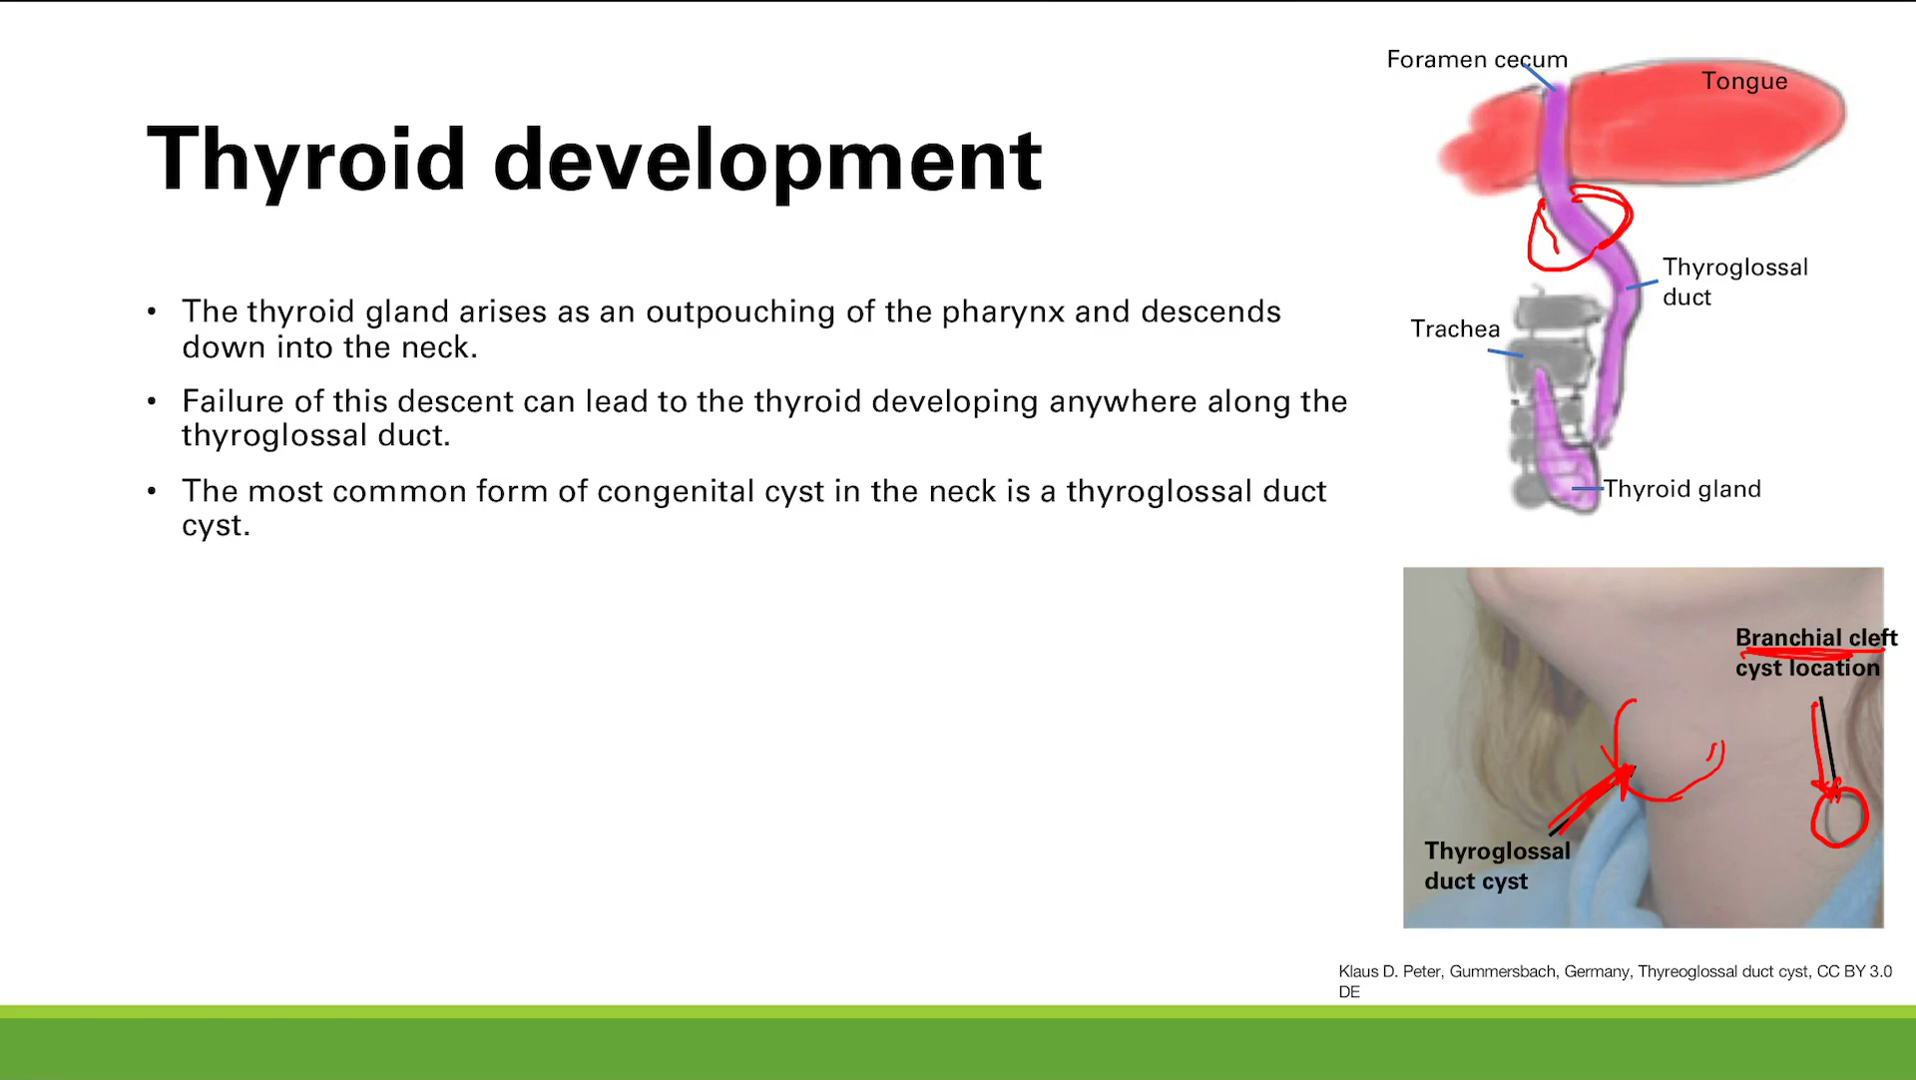 Thyroid development
• The thyroid gland arises as an outpouching of the pharynx and descends
down into the neck.
• Failure of this descent can lead to the thyroid developing anywhere along the
thyroglossal duct.
• The most common form of congenital cyst in the neck is a thyroglossal duct
cyst.
Foramen cecum
Tongue
Thyroglossal
duct
Trachea
Thyroid gland
Branchial cleft
cyst location
Thyroglossal
duct cyst
Klaus D. Peter, Gummersbach, Germany, Thyreoglossal duct cyst, CC BY 3.0
DE